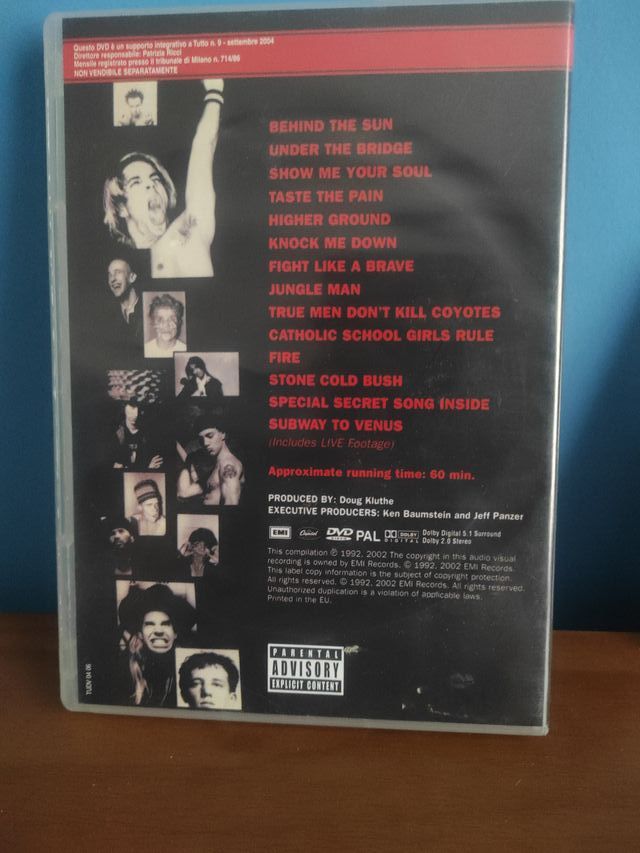 Questo DVD è un supporto integrativo a Tutto n. 9 - settembre 2004
Direttore responsabile: Patrizia Ricci
Mensile registrato presso il tribunale di Milano n. 714/86
NON VENDIBILE SEPARATAMENTE
BEHIND THE SUN
UNDER THE BRIDGE
SHOW ME YOUR SOUL
TASTE THE PAIN
HIGHER GROUND
KNOCK ME DOWN
FIGHT LIKE A BRAVE
JUNGLE MAN
TRUE MEN DON'T KILL COYOTES
CATHOLIC SCHOOL GIRLS RULE
FIRE
STONE COLD BUSH
SPECIAL SECRET SONG INSIDE
SUBWAY TO VENUS
(Includes LIVE Footage)
Approximate running time: 60 min.
PRODUCED BY: Doug Kluthe
EXECUTIVE PRODUCERS: Ken Baumstein and Jeff Panzer
EMI Capitol DVD VIDEO PAL DOLBY DIGITAL Dolby Digital 5.1 Surround
Dolby 2.0 Stereo
This compilation ℗ 1992, 2002 The copyright in this audio visual
recording is owned by EMI Records. © 1992, 2002 EMI Records.
This label copy information is the subject of copyright protection.
All rights reserved. © 1992, 2002 EMI Records. All rights reserved.
Unauthorized duplication is a violation of applicable laws.
Printed in the EU.
PARENTAL
ADVISORY
EXPLICIT CONTENT
TUDV 04 06